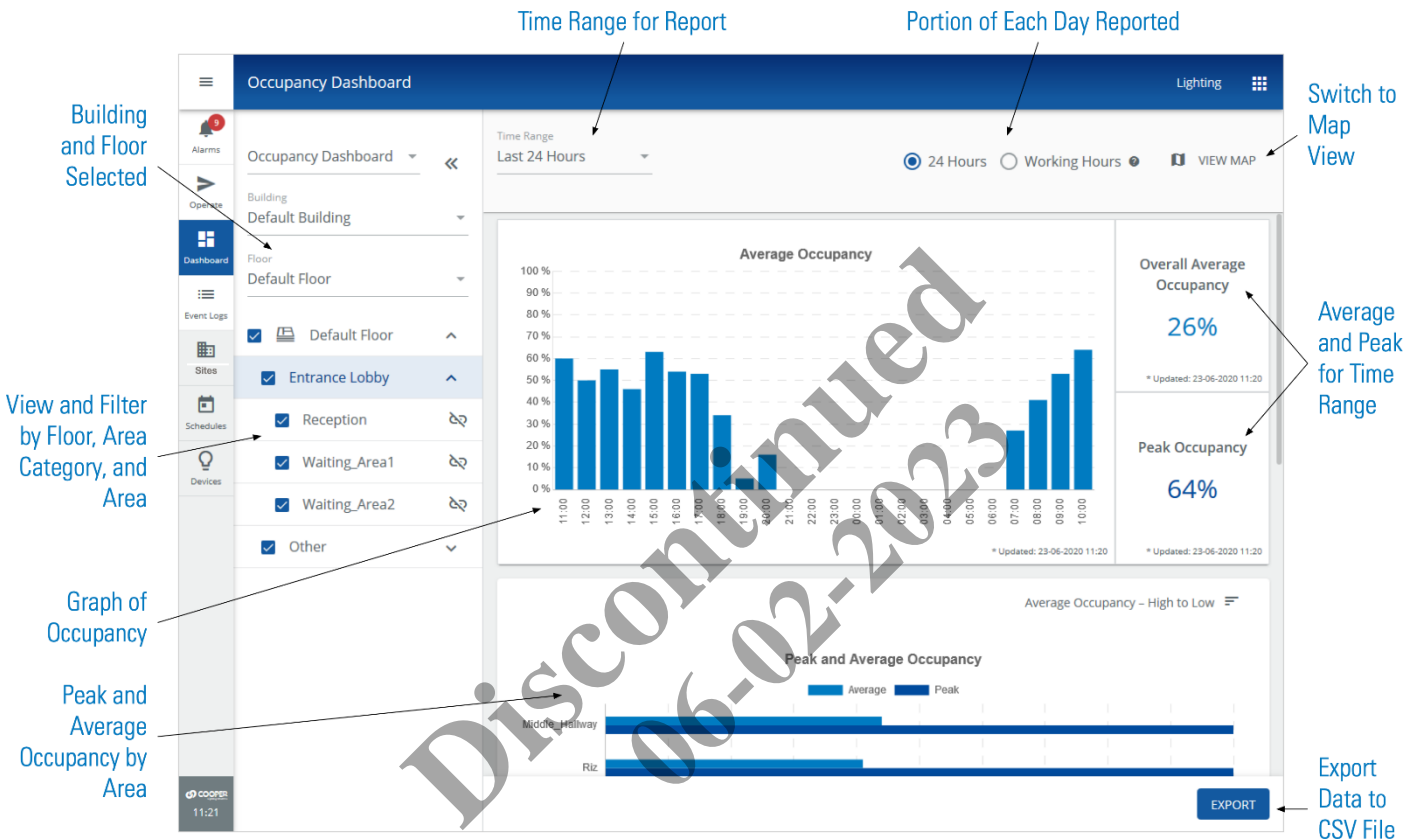 Time Range for Report
Portion of Each Day Reported
Switch to
Map
View
Building
and Floor
Selected
View and Filter
by Floor, Area
Category, and
Area
Graph of
Occupancy
Peak and
Average
Occupancy by
Area
Average
and Peak
for Time
Range
Export
Data to
CSV File
Occupancy Dashboard
Lighting
9
Alarms
Operate
Dashboard
Event Logs
Sites
Schedules
Devices
COOPER
11:21
Occupancy Dashboard
Building
Default Building
Floor
Default Floor
Default Floor
Entrance Lobby
Reception
Waiting_Area1
Waiting_Area2
Other
Time Range
Last 24 Hours
24 Hours
Working Hours ?
VIEW MAP
Average Occupancy
100 %
90 %
80 %
70 %
60 %
50 %
40 %
30 %
20 %
10 %
0 %
11:00
12:00
13:00
14:00
15:00
16:00
17:00
18:00
19:00
20:00
21:00
22:00
23:00
00:00
01:00
02:00
03:00
04:00
05:00
06:00
07:00
08:00
09:00
10:00
* Updated: 23-06-2020 11:20
Overall Average
Occupancy
26%
* Updated: 23-06-2020 11:20
Peak Occupancy
64%
* Updated: 23-06-2020 11:20
Average Occupancy – High to Low
Peak and Average Occupancy
Average
Peak
Middle_Hallway
Riz
EXPORT
Discontinued
06-02-2023